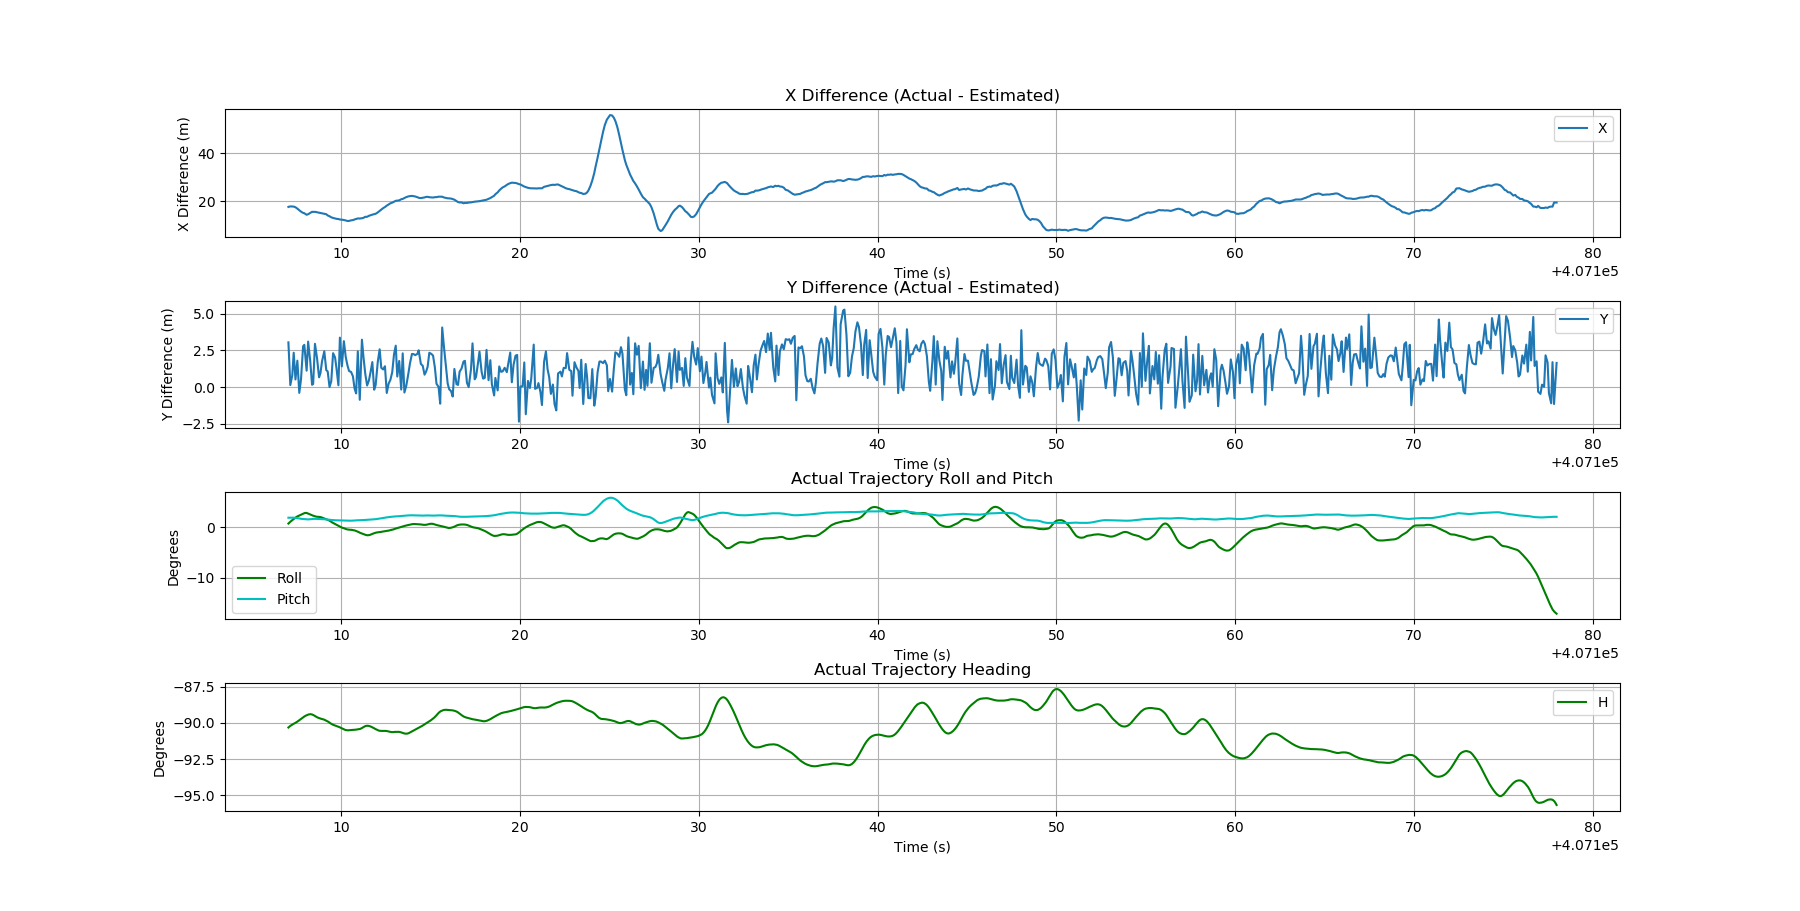 X Difference (Actual - Estimated)
X Difference (m)
40
20
X
10 20 30 40 50 60 70 80
Time (s)
+4.071e5
Y Difference (Actual - Estimated)
Y Difference (m)
5.0
2.5
0.0
−2.5
Y
10 20 30 40 50 60 70 80
Time (s)
+4.071e5
Actual Trajectory Roll and Pitch
Degrees
0
−10
Roll
Pitch
10 20 30 40 50 60 70 80
Time (s)
+4.071e5
Actual Trajectory Heading
Degrees
−87.5
−90.0
−92.5
−95.0
H
10 20 30 40 50 60 70 80
Time (s)
+4.071e5